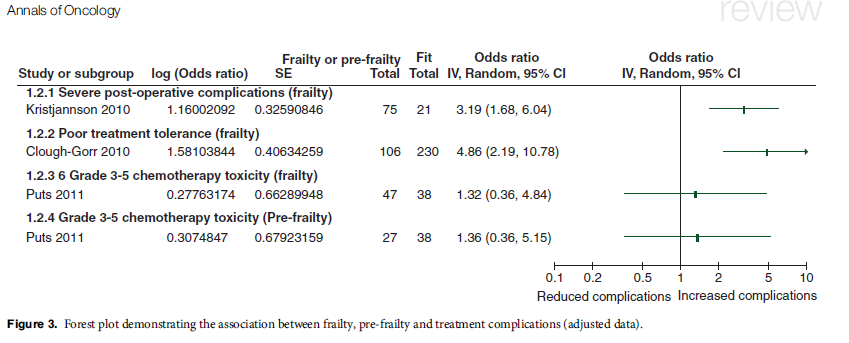 Annals of Oncology
review
Frailty or pre-frailty Fit Odds ratio Odds ratio
Study or subgroup log (Odds ratio) SE Total Total IV, Random, 95% CI IV, Random, 95% CI
1.2.1 Severe post-operative complications (frailty)
Kristjannson 2010 1.16002092 0.32590846 75 21 3.19 (1.68, 6.04)
1.2.2 Poor treatment tolerance (frailty)
Clough-Gorr 2010 1.58103844 0.40634259 106 230 4.86 (2.19, 10.78)
1.2.3 6 Grade 3-5 chemotherapy toxicity (frailty)
Puts 2011 0.27763174 0.66289948 47 38 1.32 (0.36, 4.84)
1.2.4 Grade 3-5 chemotherapy toxicity (Pre-frailty)
Puts 2011 0.3074847 0.67923159 27 38 1.36 (0.36, 5.15)
0.1 0.2 0.5 1 2 5 10
Reduced complications Increased complications
Figure 3. Forest plot demonstrating the association between frailty, pre-frailty and treatment complications (adjusted data).